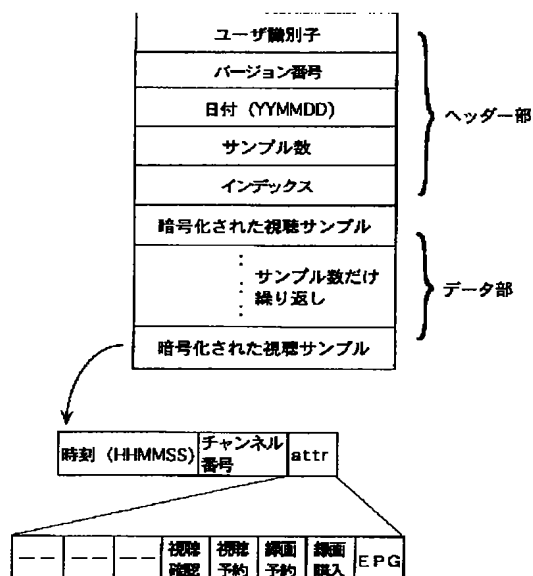 ユーザ識別子
バージョン番号
日付 (YYMMDD)
サンプル数
インデックス
ヘッダー部
暗号化された視聴サンプル
サンプル数だけ
繰り返し
データ部
暗号化された視聴サンプル
時刻 (HHMMSS)
チャンネル
番号
attr
-- -- --
視聴
確認
視聴
予約
録画
予約
録画
購入
EPG